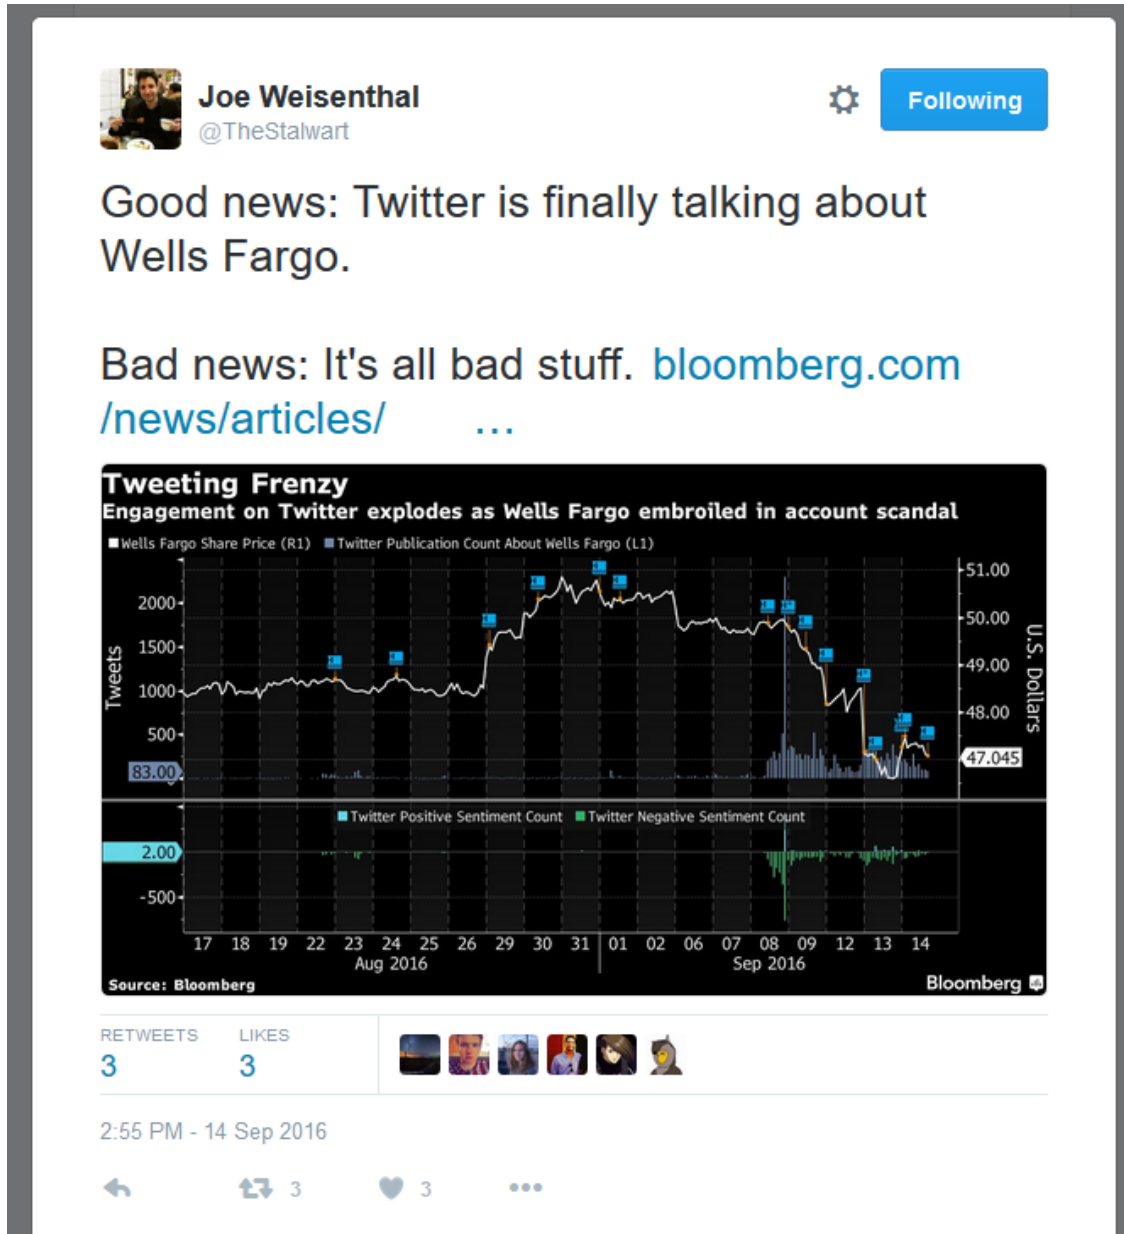 Joe Weisenthal
@TheStalwart
Following
Good news: Twitter is finally talking about
Wells Fargo.
Bad news: It's all bad stuff. bloomberg.com
/news/articles/ …
Tweeting Frenzy
Engagement on Twitter explodes as Wells Fargo embroiled in account scandal
Wells Fargo Share Price (R1) Twitter Publication Count About Wells Fargo (L1)
51.00
2000
50.00
1500
49.00
1000
48.00
500
47.045
83.00
Tweets
U.S. Dollars
Twitter Positive Sentiment Count Twitter Negative Sentiment Count
2.00
-500
17 18 19 22 23 24 25 26 29 30 31 01 02 06 07 08 09 12 13 14
Aug 2016 Sep 2016
Source: Bloomberg Bloomberg
RETWEETS LIKES
3 3
2:55 PM - 14 Sep 2016
3 3